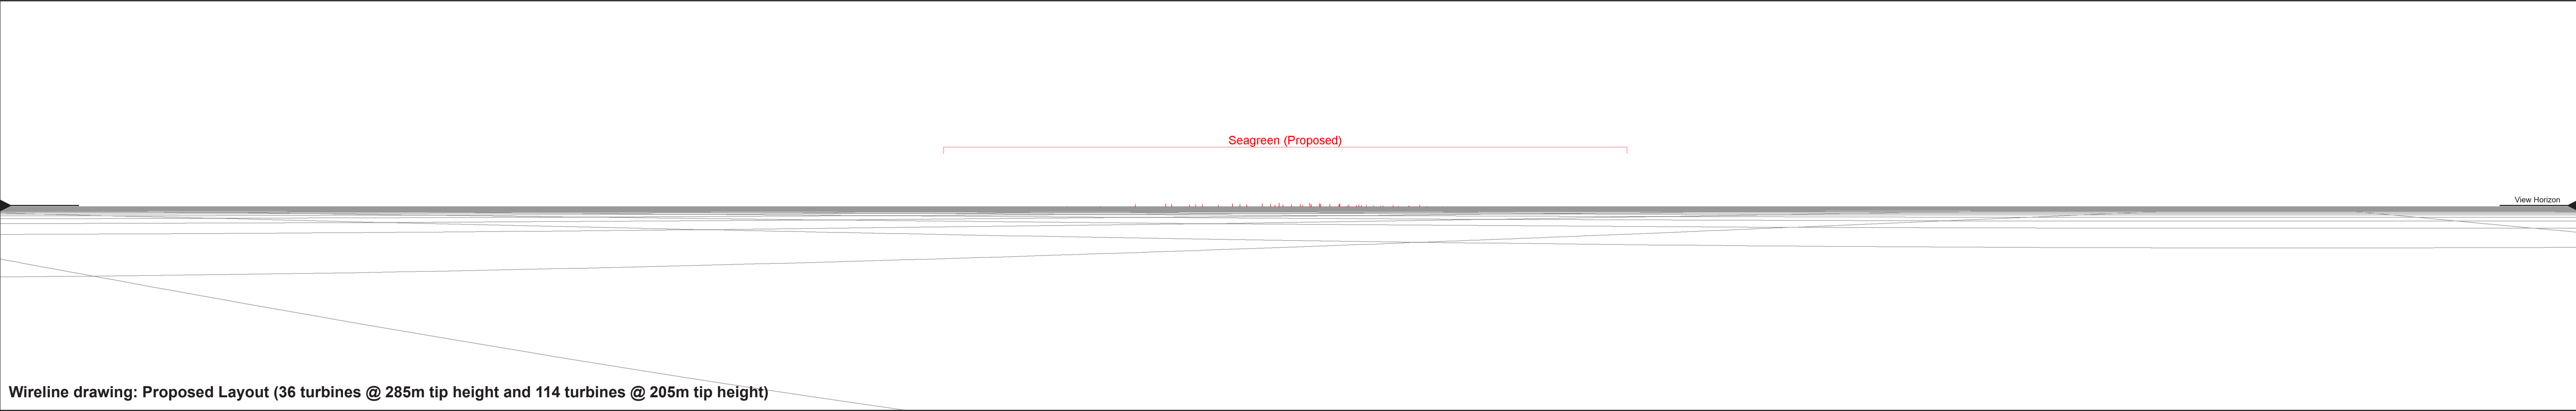 Seagreen (Proposed)
View Horizon
Wireline drawing: Proposed Layout (36 turbines @ 285m tip height and 114 turbines @ 205m tip height)